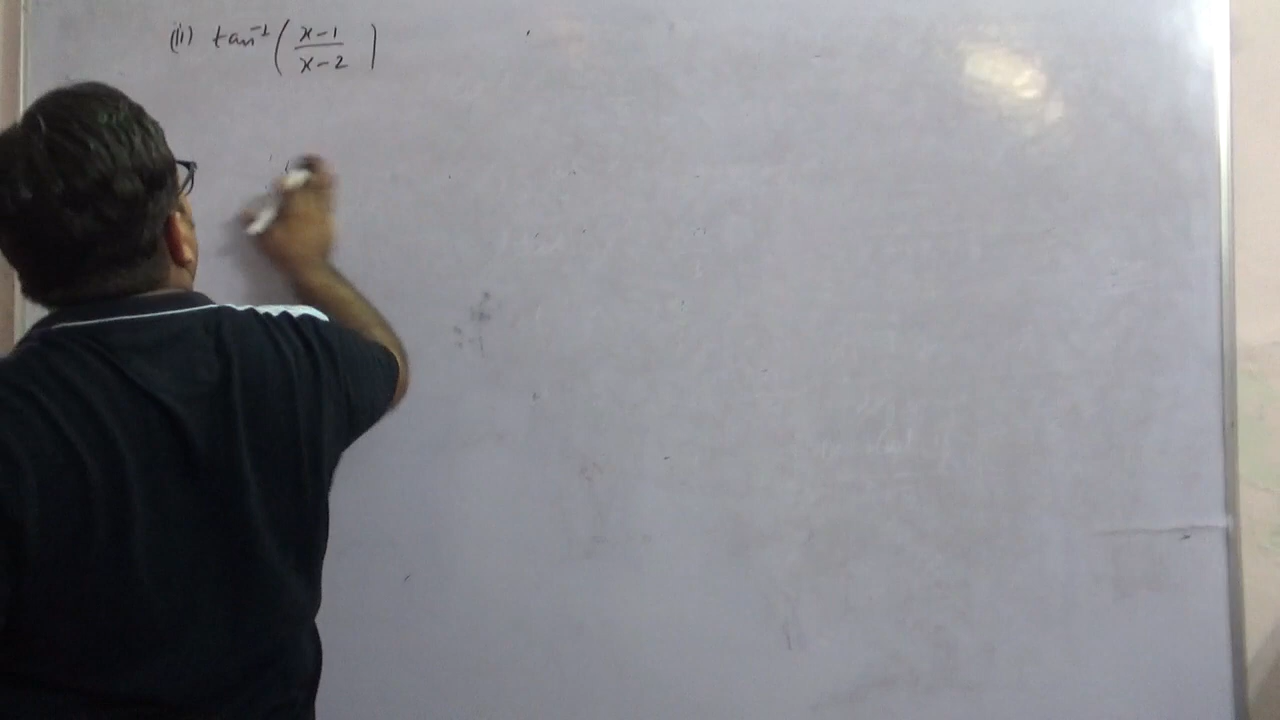 (ii) tan⁻¹ ( x-1 / x-2 )